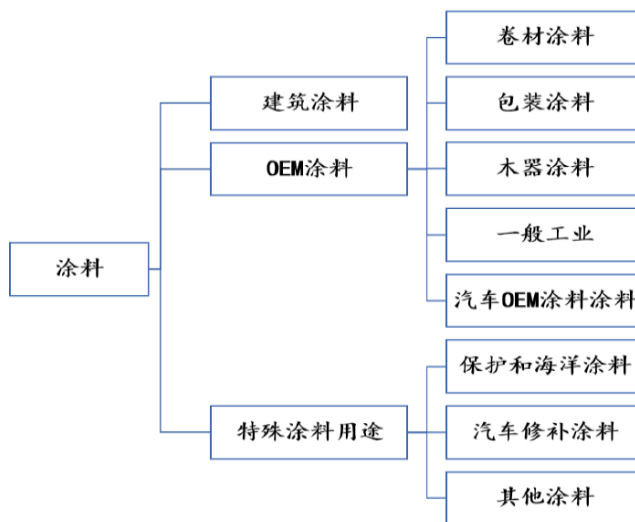 涂料
建筑涂料
OEM涂料
卷材涂料
包装涂料
木器涂料
一般工业
汽车OEM涂料涂料
特殊涂料用途
保护和海洋涂料
汽车修补涂料
其他涂料